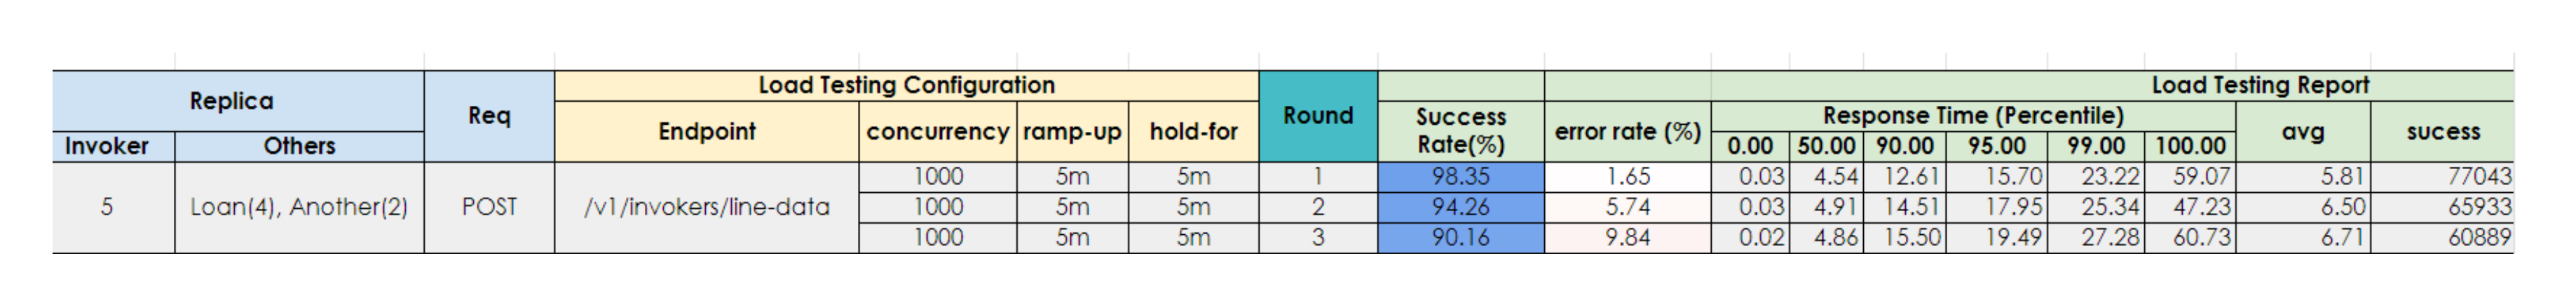 Replica Req Load Testing Configuration Round Load Testing Report
Invoker Others Endpoint concurrency ramp-up hold-for Success Rate(%) error rate (%) Response Time (Percentile) avg sucess
0.00 50.00 90.00 95.00 99.00 100.00
5 Loan(4), Another(2) POST /v1/invokers/line-data
1000 5m 5m 1 98.35 1.65 0.03 4.54 12.61 15.70 23.22 59.07 5.81 77043
1000 5m 5m 2 94.26 5.74 0.03 4.91 14.51 17.95 25.34 47.23 6.50 65933
1000 5m 5m 3 90.16 9.84 0.02 4.86 15.50 19.49 27.28 60.73 6.71 60889